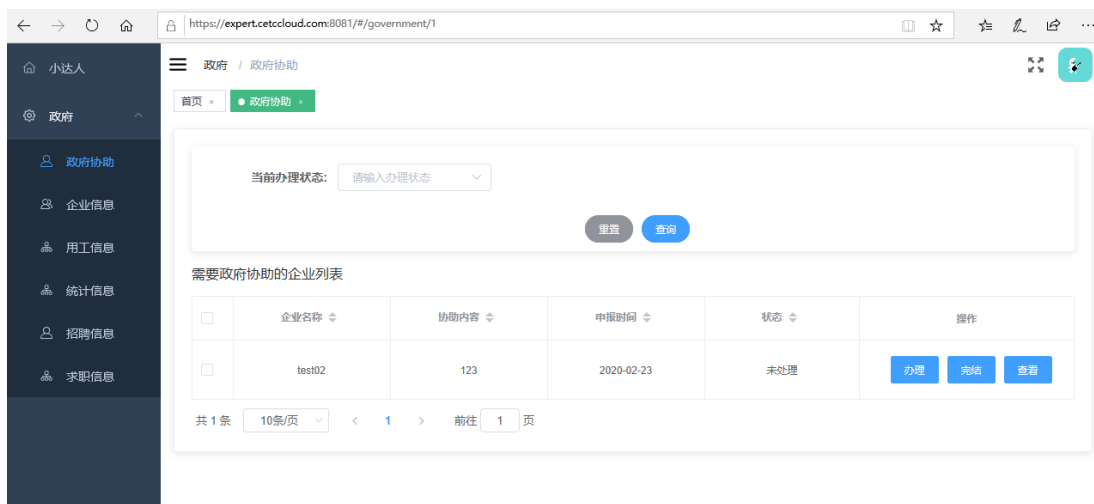 https://expert.cetccloud.com:8081/#/government/1
小达人
政府 / 政府协助
首页 ×
政府协助 ×
政府
政府协助
企业信息
用工信息
统计信息
招聘信息
求职信息
当前办理状态: 请输入办理状态
重置 查询
需要政府协助的企业列表
企业名称 协助内容 申报时间 状态 操作
test02 123 2020-02-23 未处理 办理 完结 查看
共 1 条 10条/页 < 1 > 前往 1 页